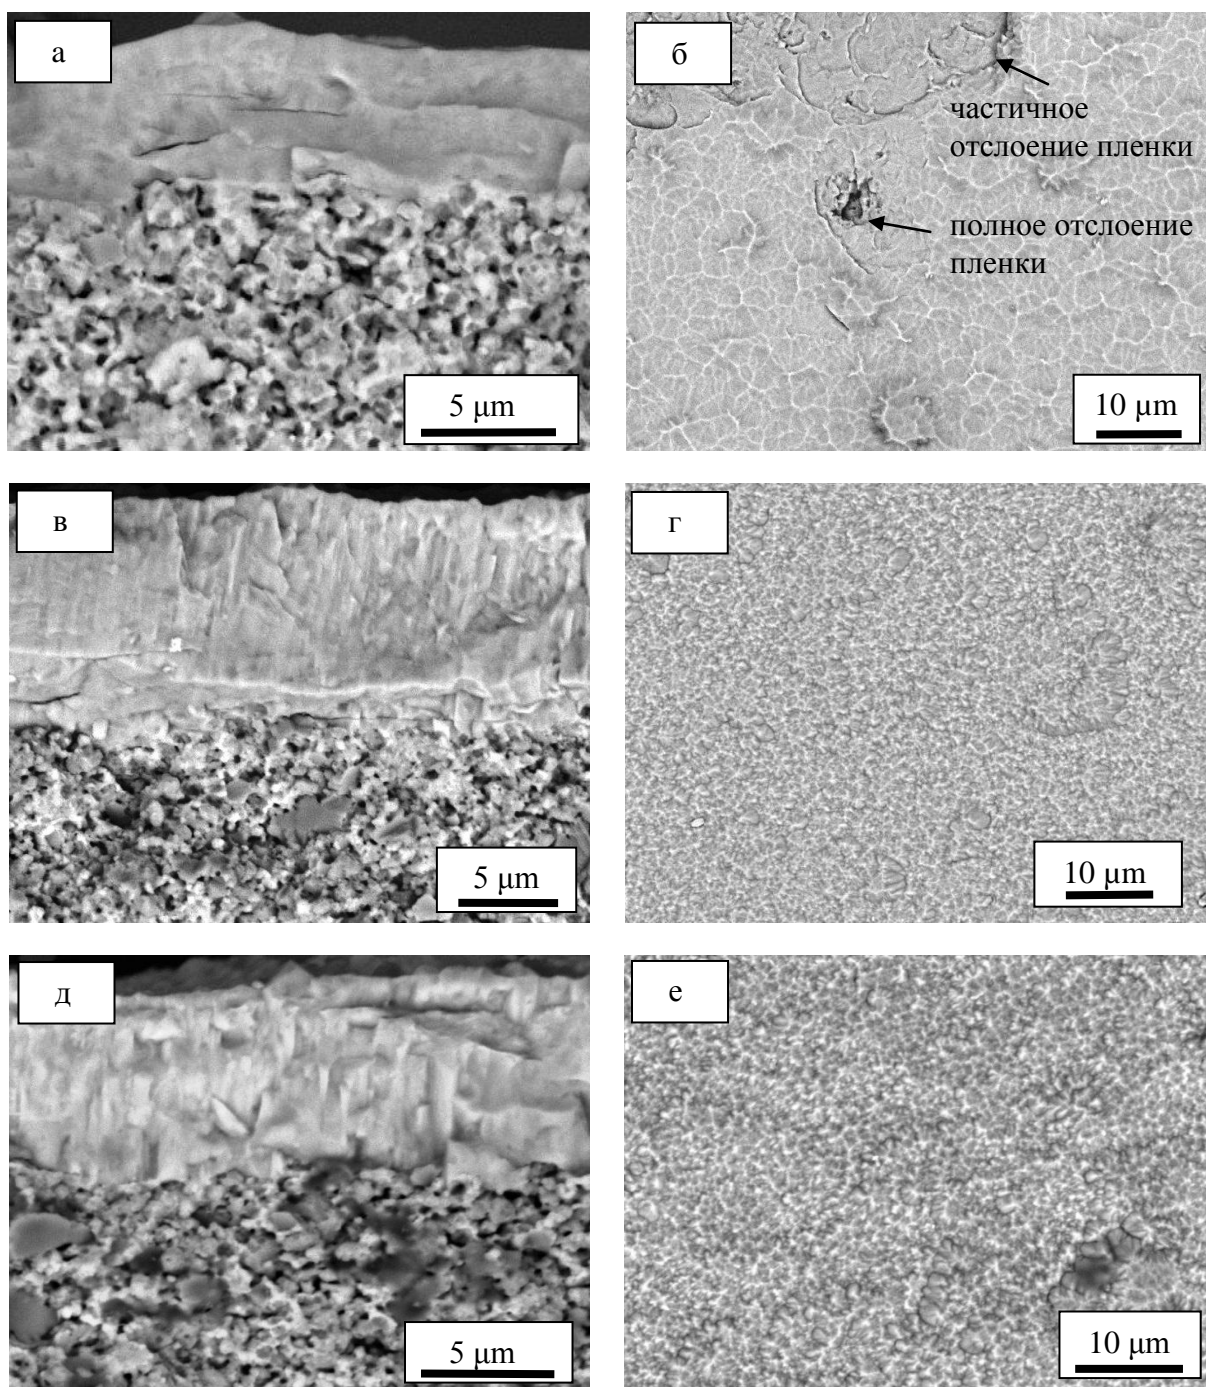 а
б
частичное
отслоение пленки
полное отслоение
пленки
5 μm
10 μm
в
г
5 μm
10 μm
д
е
5 μm
10 μm